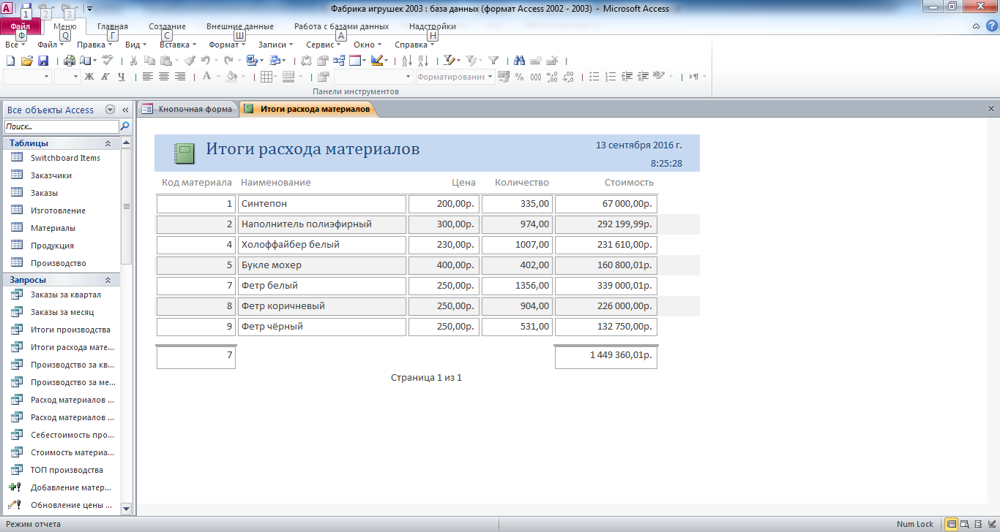 1 2 3
Фабрика игрушек 2003 : база данных (формат Access 2002 - 2003) - Microsoft Access
Файл Меню Главная Создание Внешние данные Работа с базами данных Надстройки
Ф Q Г С Ш А Н
Все Файл Правка Вид Вставка Формат Записи Сервис Окно Справка
Ж К Ч А Форматирование % 000
Панели инструментов
Все объекты Access
Кнопочная форма
Итоги расхода материалов
Поиск...
Таблицы
Switchboard Items
Заказчики
Заказы
Изготовление
Материалы
Продукция
Производство
Запросы
Заказы за квартал
Заказы за месяц
Итоги производства
Итоги расхода мате...
Производство за кв...
Производство за ме...
Расход материалов ...
Расход материалов ...
Себестоимость про...
Стоимость материа...
ТОП производства
Добавление матер...
Обновление цены ...
Итоги расхода материалов
13 сентября 2016 г.
8:25:28
Код материала Наименование Цена Количество Стоимость
1 Синтепон 200,00р. 335,00 67 000,00р.
2 Наполнитель полиэфирный 300,00р. 974,00 292 199,99р.
4 Холоффайбер белый 230,00р. 1007,00 231 610,00р.
5 Букле мохер 400,00р. 402,00 160 800,01р.
7 Фетр белый 250,00р. 1356,00 339 000,01р.
8 Фетр коричневый 250,00р. 904,00 226 000,00р.
9 Фетр чёрный 250,00р. 531,00 132 750,00р.
7 1 449 360,01р.
Страница 1 из 1
Режим отчета
Num Lock